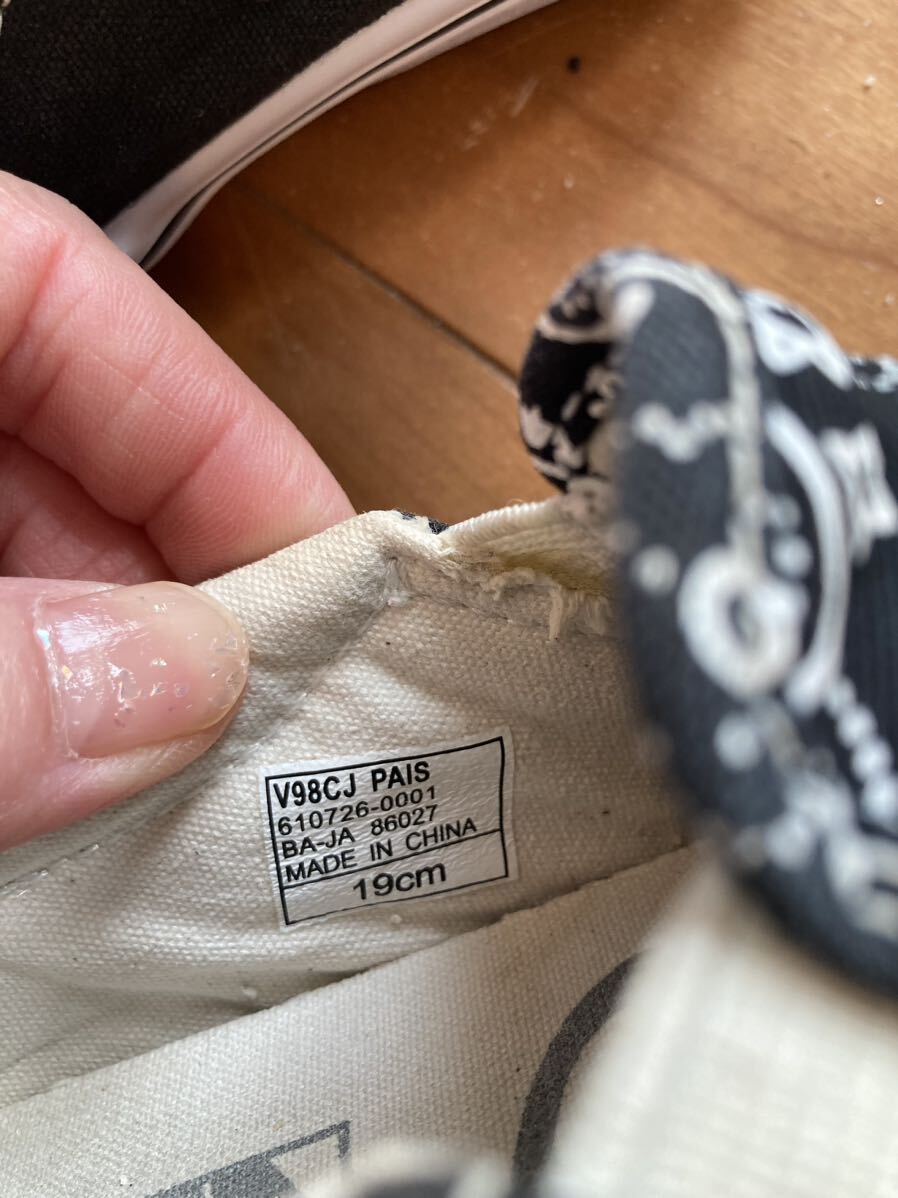 V98CJ PAIS
610726-0001
BA-JA 86027
MADE IN CHINA
19cm